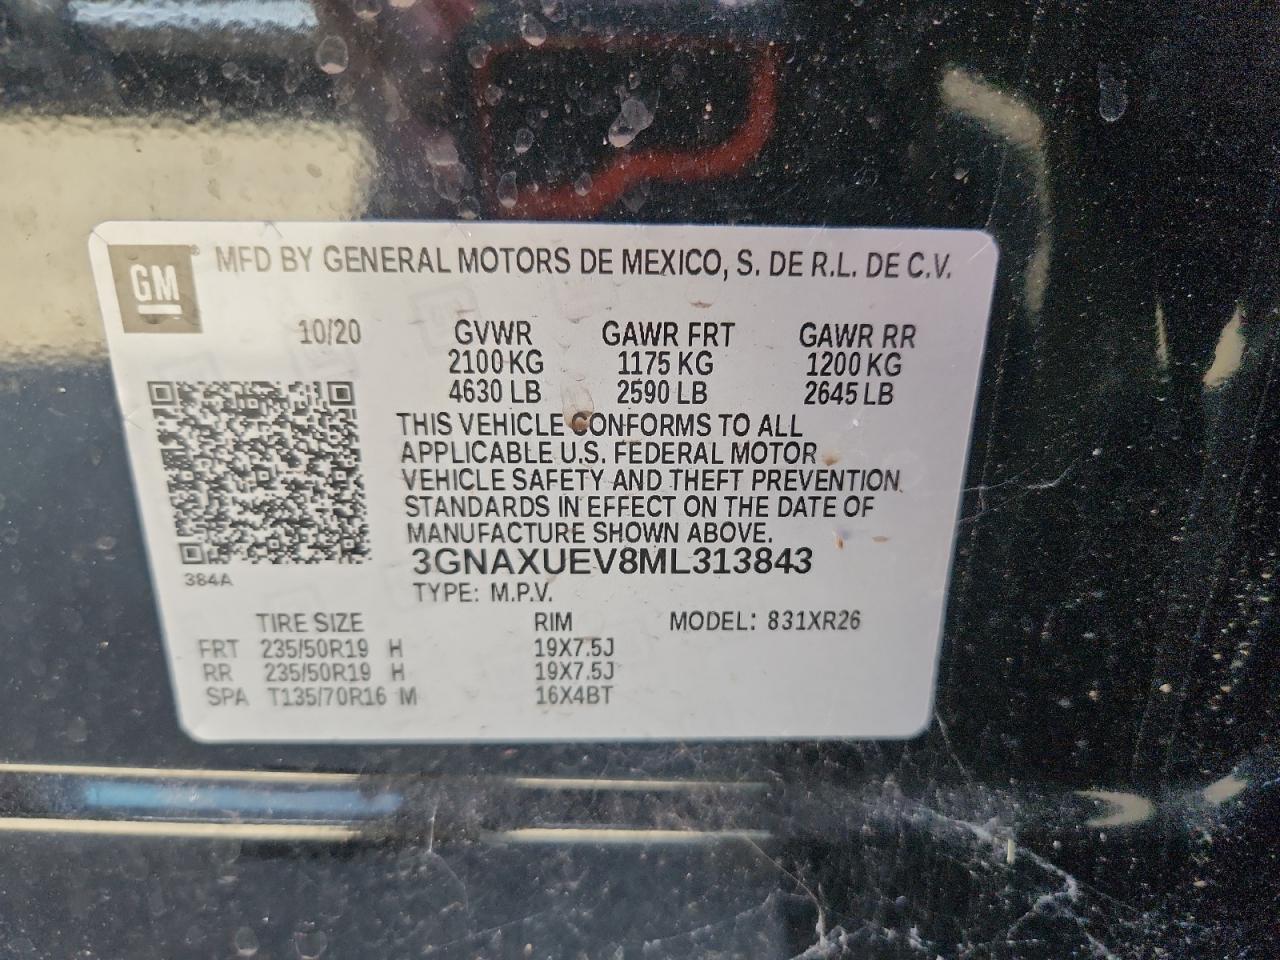 GM ® MFD BY GENERAL MOTORS DE MEXICO, S. DE R.L. DE C.V.
10/20 GVWR GAWR FRT GAWR RR
2100 KG 1175 KG 1200 KG
4630 LB 2590 LB 2645 LB
THIS VEHICLE CONFORMS TO ALL
APPLICABLE U.S. FEDERAL MOTOR
VEHICLE SAFETY AND THEFT PREVENTION
STANDARDS IN EFFECT ON THE DATE OF
MANUFACTURE SHOWN ABOVE.
3GNAXUEV8ML313843
384A
TYPE: M.P.V.
TIRE SIZE RIM MODEL: 831XR26
FRT 235/50R19 H 19X7.5J
RR 235/50R19 H 19X7.5J
SPA T135/70R16 M 16X4BT